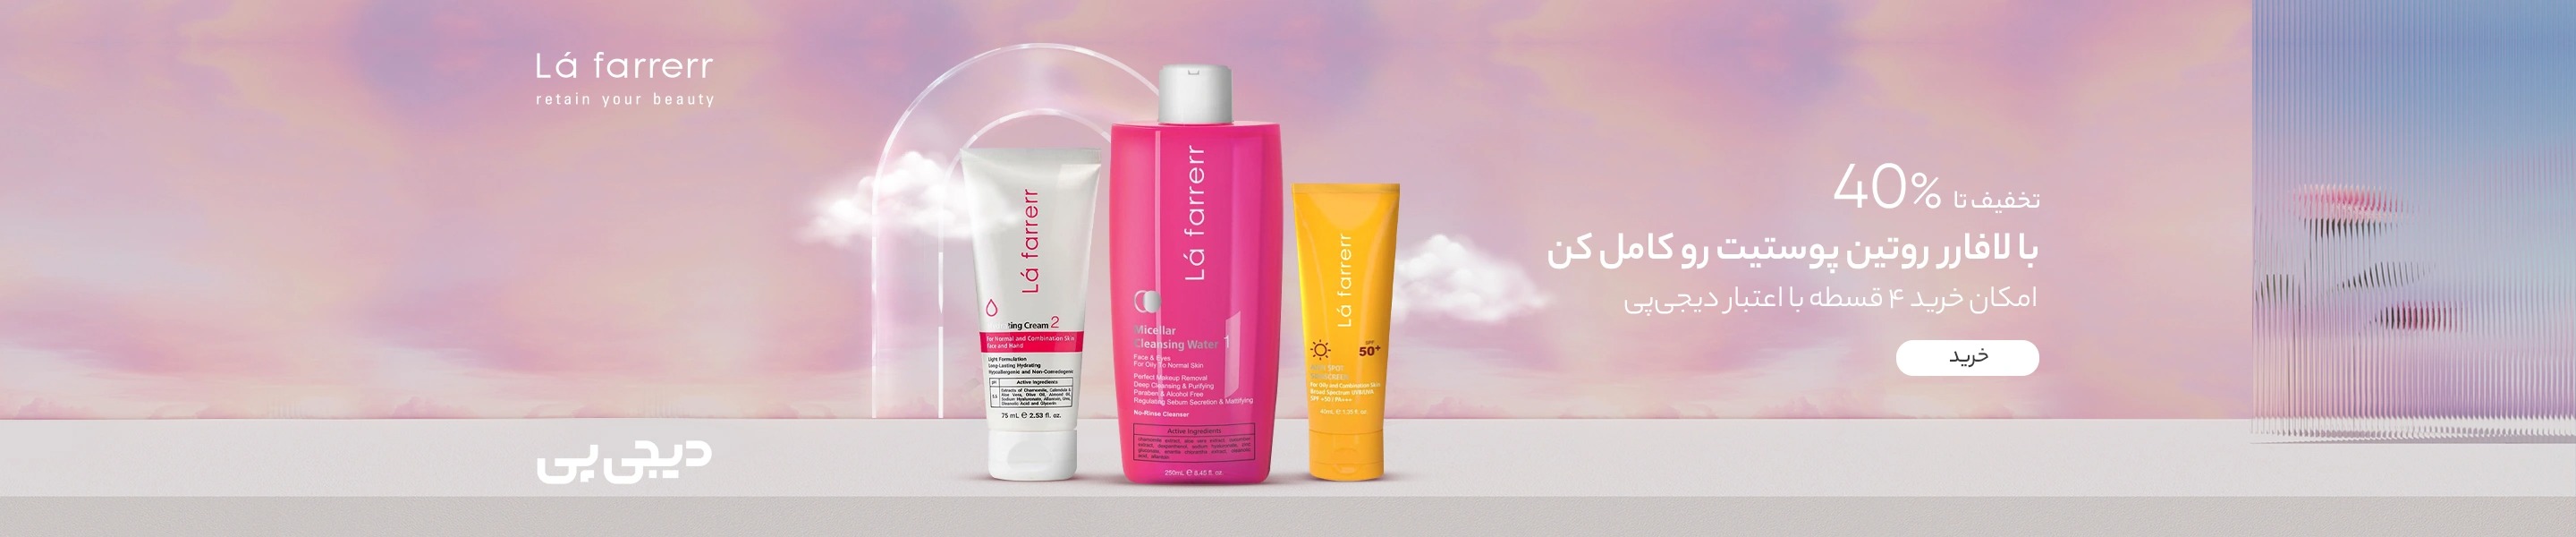 Lá farrerr
retain your beauty
تخفیف تا 40%
با لافارر روتین پوستیت رو کامل کن
امکان خرید ۴ قسطه با اعتبار دیجی‌پی
خرید
دیجی‌پی
Lá farrerr
Cream 2
For Normal and Combination Skin
Face and
Light Formulation
Long-Lasting Hydrating
Hypoallergenic and Non-Comedogenic
Active Ingredients
75 mL ℮ 2.53 fl. oz.
Lá farrerr
Micellar
Cleansing Water 1
Face & Eyes
For Oily To Normal Skin
Perfect Makeup Removal
Deep Cleansing & Purifying
Paraben & Alcohol Free
Regulating Sebum Secretion & Mattifying
No-Rinse Cleanser
Active Ingredients
250mL ℮ 8.45 fl. oz.
Lá farrerr
SPF
50+
For Oily and Combination Skin
Broad Spectrum UVB/UVA